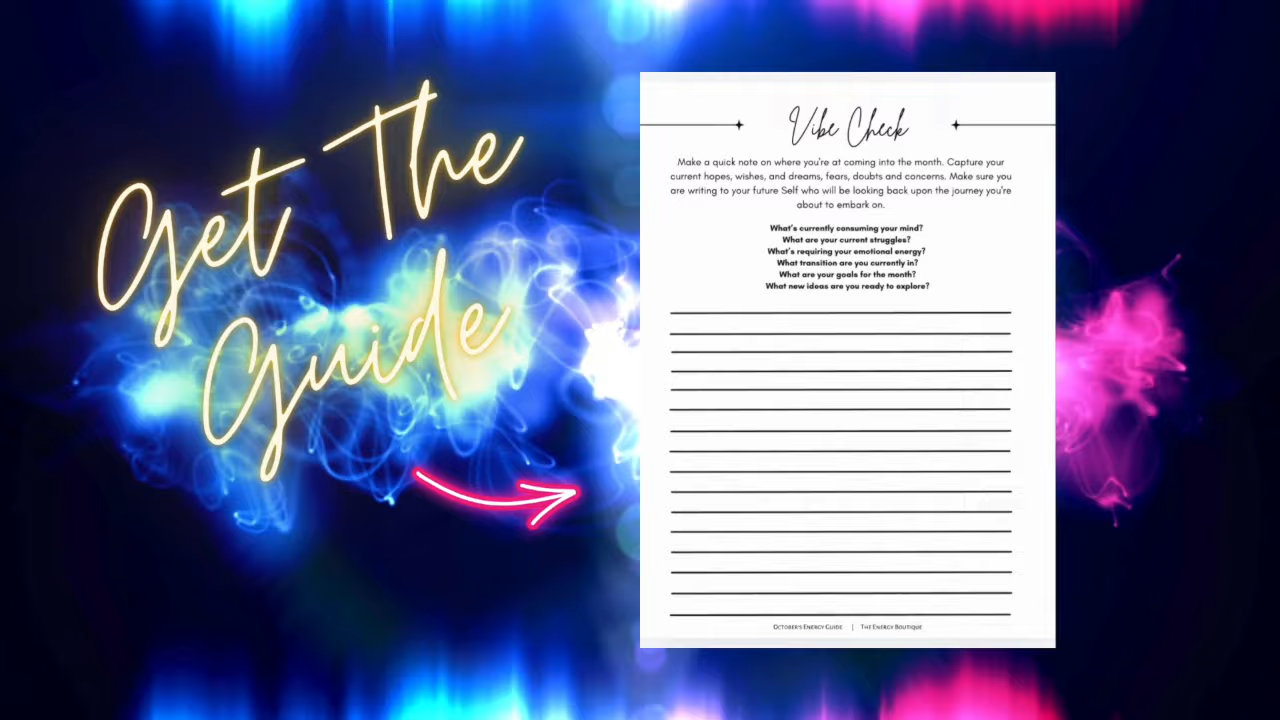 Get The
Guide
Vibe Check
Make a quick note on where you're at coming into the month. Capture your
current hopes, wishes, and dreams, fears, doubts and concerns. Make sure you
are writing to your future Self who will be looking back upon the journey you're
about to embark on.
What's currently consuming your mind?
What are your current struggles?
What's requiring your emotional energy?
What transition are you currently in?
What are your goals for the month?
What new ideas are you ready to explore?
October's Energy Guide | The Energy Boutique